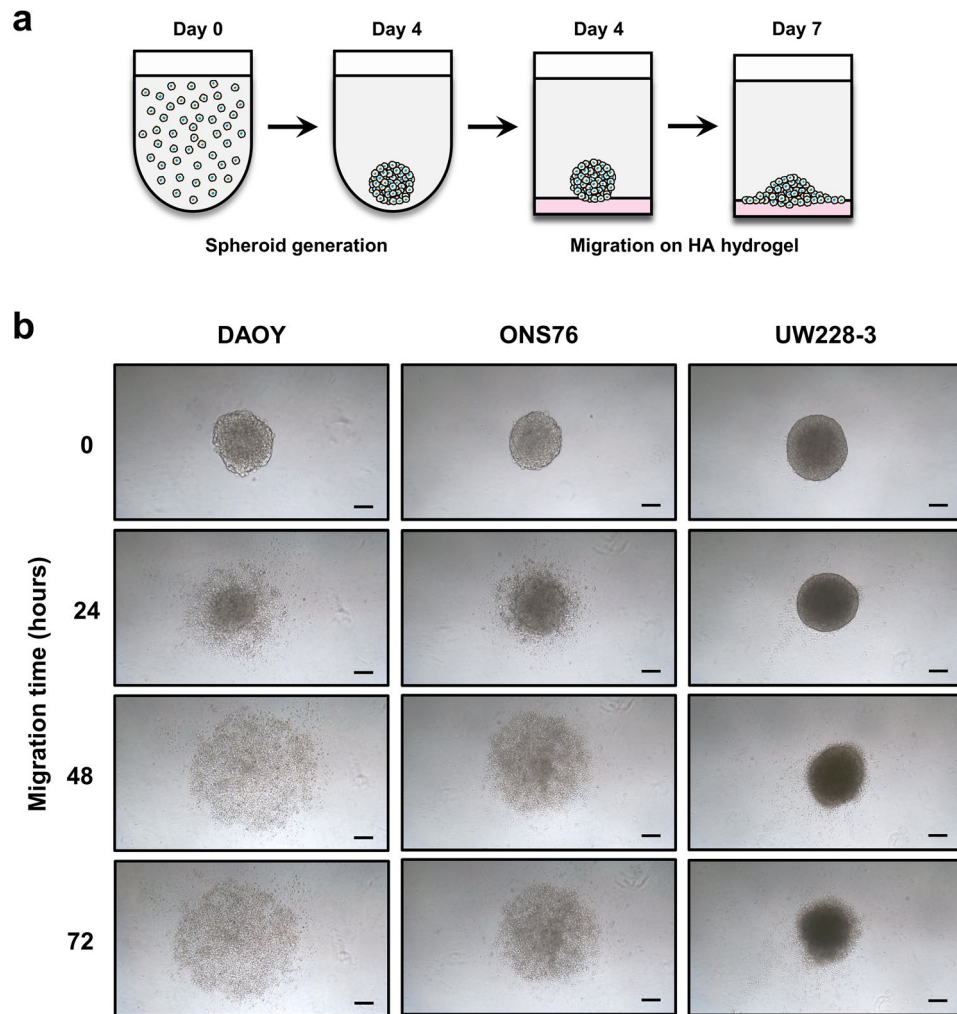 a
Day 0 Day 4 Day 4 Day 7
Spheroid generation Migration on HA hydrogel
b
DAOY ONS76 UW228-3
Migration time (hours)
0
24
48
72